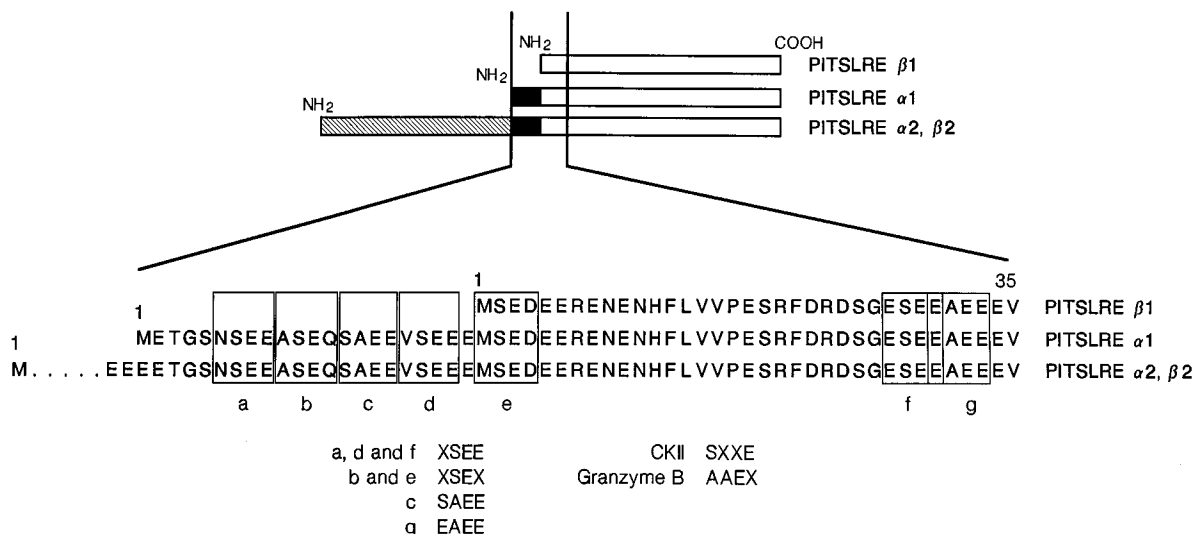 NH2 COOH
PITSLRE β1
NH2
PITSLRE α1
NH2
PITSLRE α2, β2
1 35
MSEDEERENENHFLVVPESRFDRDSGESEEAEEEV PITSLRE β1
1
METGSNSEEASEQSAEEVSEEEMSEDEERENENHFLVVPESRFDRDSGESEEAEEEV PITSLRE α1
1
M.....EEEETGSNSEEASEQSAEEVSEEEMSEDEERENENHFLVVPESRFDRDSGESEEAEEEV PITSLRE α2, β2
a b c d e f g
a, d and f XSEE CKII SXXE
b and e XSEX Granzyme B AAEX
c SAEE
g EAEE